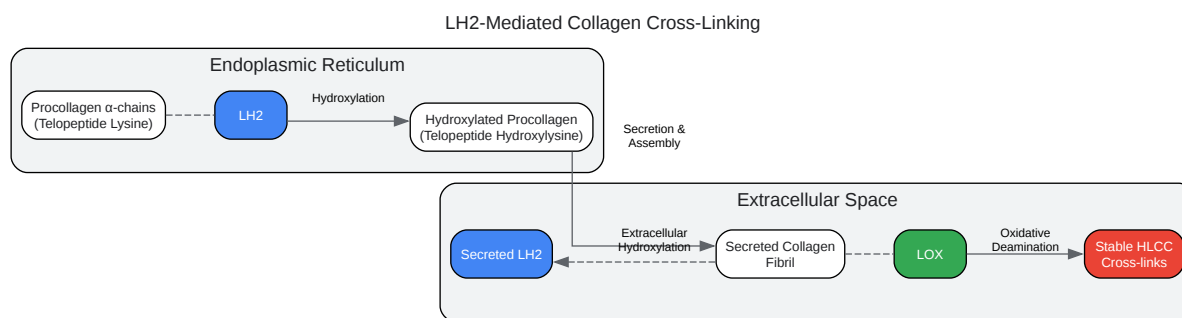 LH2-Mediated Collagen Cross-Linking
Endoplasmic Reticulum
Procollagen α-chains
(Telopeptide Lysine)
LH2
Hydroxylation
Hydroxylated Procollagen
(Telopeptide Hydroxylysine)
Secretion &
Assembly
Extracellular Space
Secreted LH2
Extracellular
Hydroxylation
Secreted Collagen
Fibril
LOX
Oxidative
Deamination
Stable HLCC
Cross-links